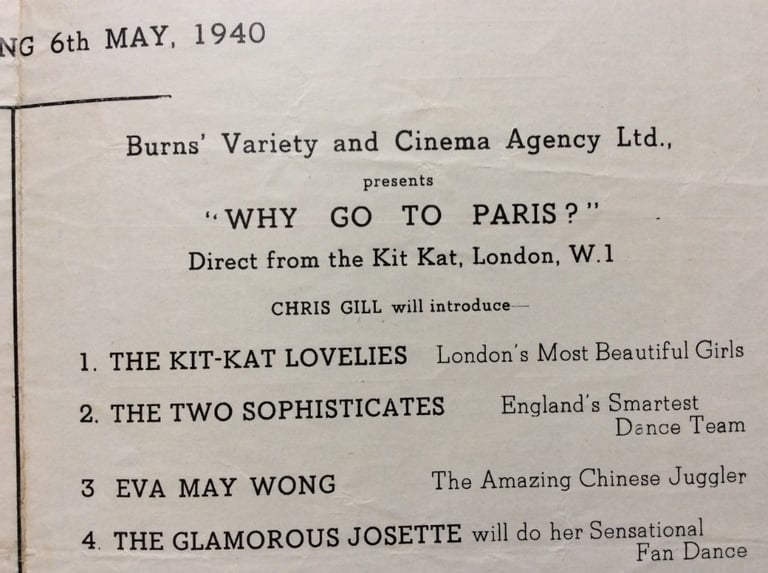 NG 6th MAY, 1940
Burns' Variety and Cinema Agency Ltd.,
presents
"WHY GO TO PARIS?"
Direct from the Kit Kat, London, W.1
CHRIS GILL will introduce—
1. THE KIT-KAT LOVELIES London's Most Beautiful Girls
2. THE TWO SOPHISTICATES England's Smartest
Dance Team
3 EVA MAY WONG The Amazing Chinese Juggler
4. THE GLAMOROUS JOSETTE will do her Sensational
Fan Dance